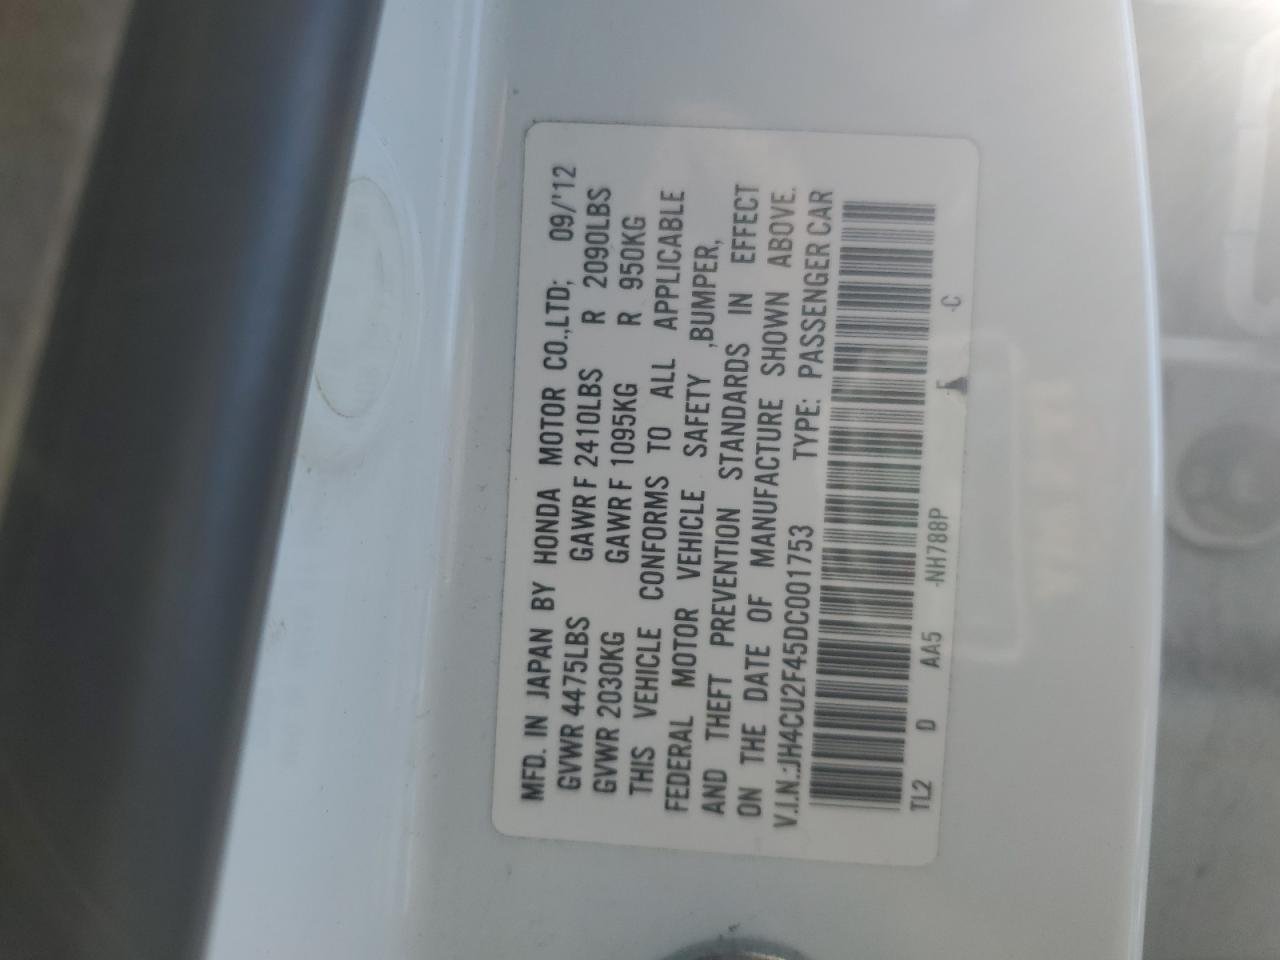 MFD. IN JAPAN BY HONDA MOTOR CO.,LTD; 09/'12
GVWR 4475LBS GAWR F 2410LBS R 2090LBS
GVWR 2030KG GAWR F 1095KG R 950KG
THIS VEHICLE CONFORMS TO ALL APPLICABLE
FEDERAL MOTOR VEHICLE SAFETY ,BUMPER,
AND THEFT PREVENTION STANDARDS IN EFFECT
ON THE DATE OF MANUFACTURE SHOWN ABOVE.
V.I.N.:JH4CU2F45DC001753 TYPE: PASSENGER CAR
TL2 D AA5 -NH788P -C